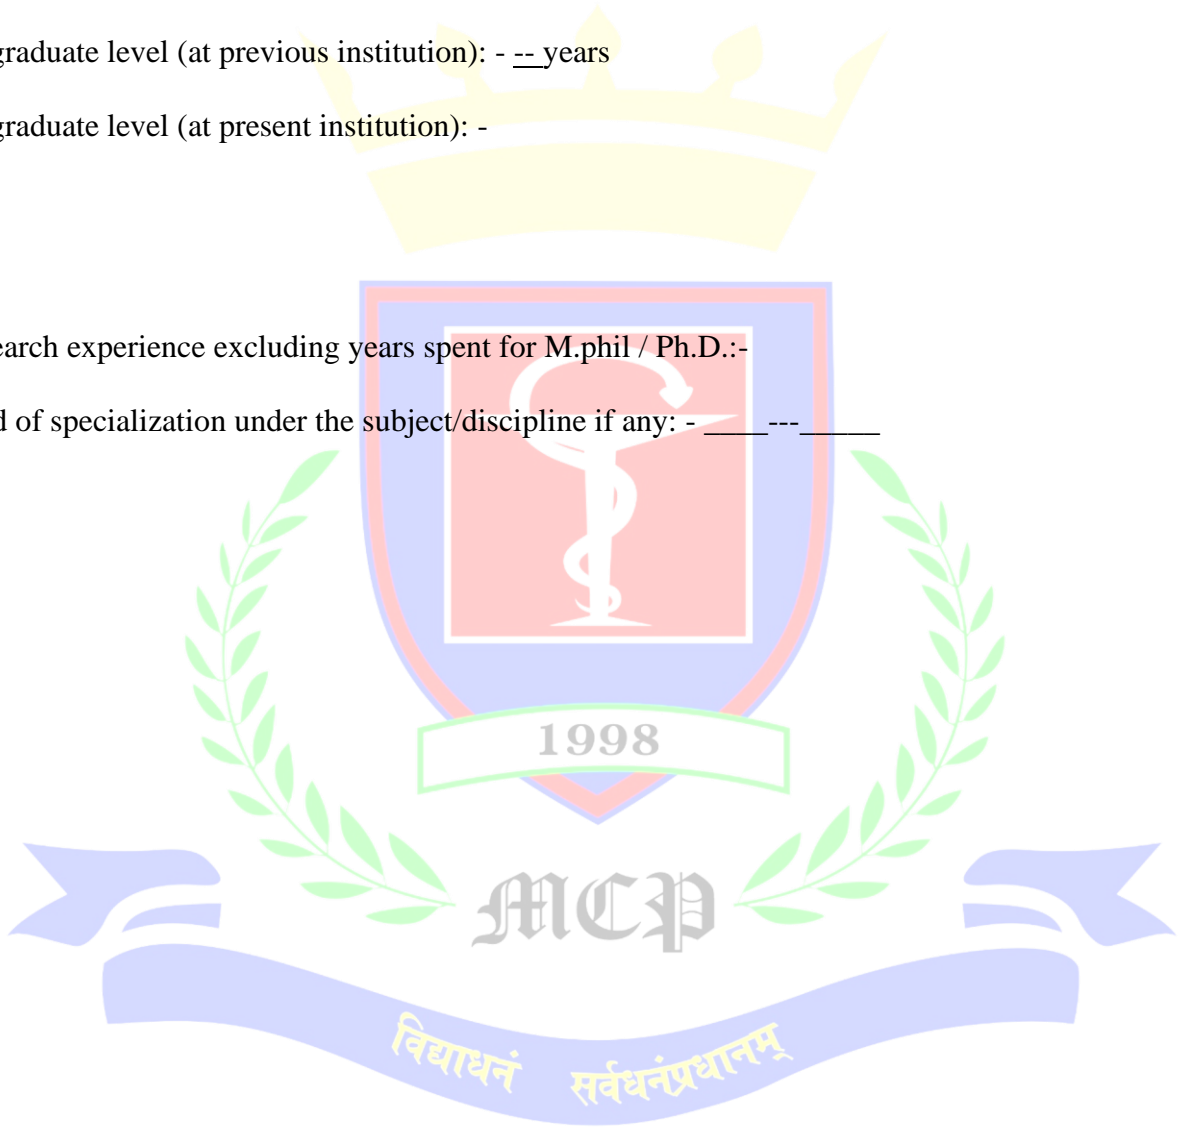 graduate level (at previous institution): - -- years
graduate level (at present institution): -
earch experience excluding years spent for M.phil / Ph.D.:-
d of specialization under the subject/discipline if any: - ____---_____
1998
MCP
विद्याधनं सर्वधनंप्रधानम्